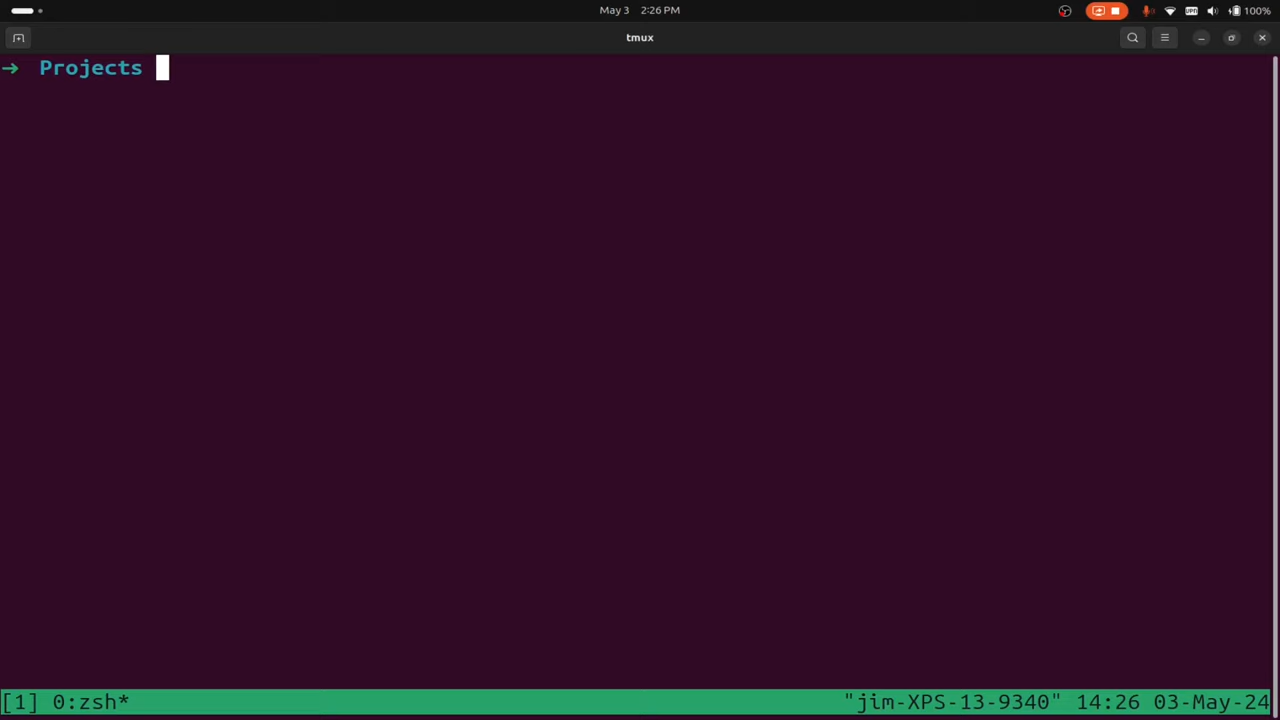 May 3 2:26 PM
VPN
100%
tmux
➜ Projects
[1] 0:zsh* "jim-XPS-13-9340" 14:26 03-May-24